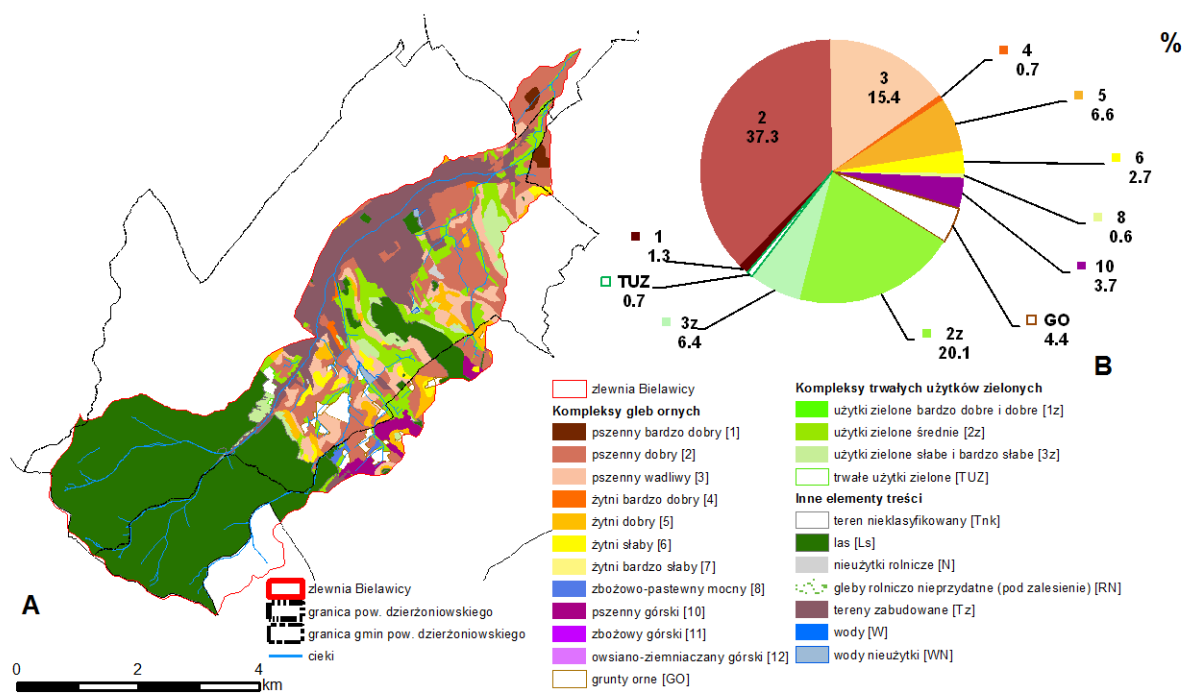 %
4
0.7
3
15.4
5
6.6
2
37.3
6
2.7
8
0.6
1
1.3
10
3.7
TUZ
0.7
3z
6.4
GO
4.4
2z
20.1
B
A
zlewnia Bielawicy
granica pow. dzierżoniowskiego
granica gmin pow. dzierżoniowskiego
cieki
0 2 4
km
zlewnia Bielawicy
Kompleksy gleb ornych
pszenny bardzo dobry [1]
pszenny dobry [2]
pszenny wadliwy [3]
żytni bardzo dobry [4]
żytni dobry [5]
żytni słaby [6]
żytni bardzo słaby [7]
zbożowo-pastewny mocny [8]
pszenny górski [10]
zbożowy górski [11]
owsiano-ziemniaczany górski [12]
grunty orne [GO]
Kompleksy trwałych użytków zielonych
użytki zielone bardzo dobre i dobre [1z]
użytki zielone średnie [2z]
użytki zielone słabe i bardzo słabe [3z]
trwałe użytki zielone [TUZ]
Inne elementy treści
teren nieklasyfikowany [Tnk]
las [Ls]
nieużytki rolnicze [N]
gleby rolniczo nieprzydatne (pod zalesienie) [RN]
tereny zabudowane [Tz]
wody [W]
wody nieużytki [WN]